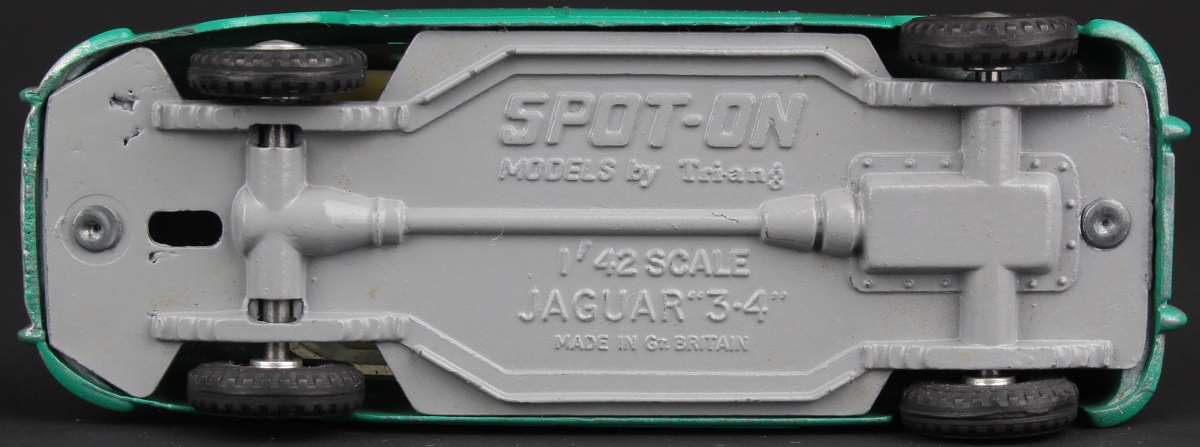 SPOT-ON
MODELS by Tri-ang
1'42 SCALE
JAGUAR "3·4"
MADE IN Gt. BRITAIN